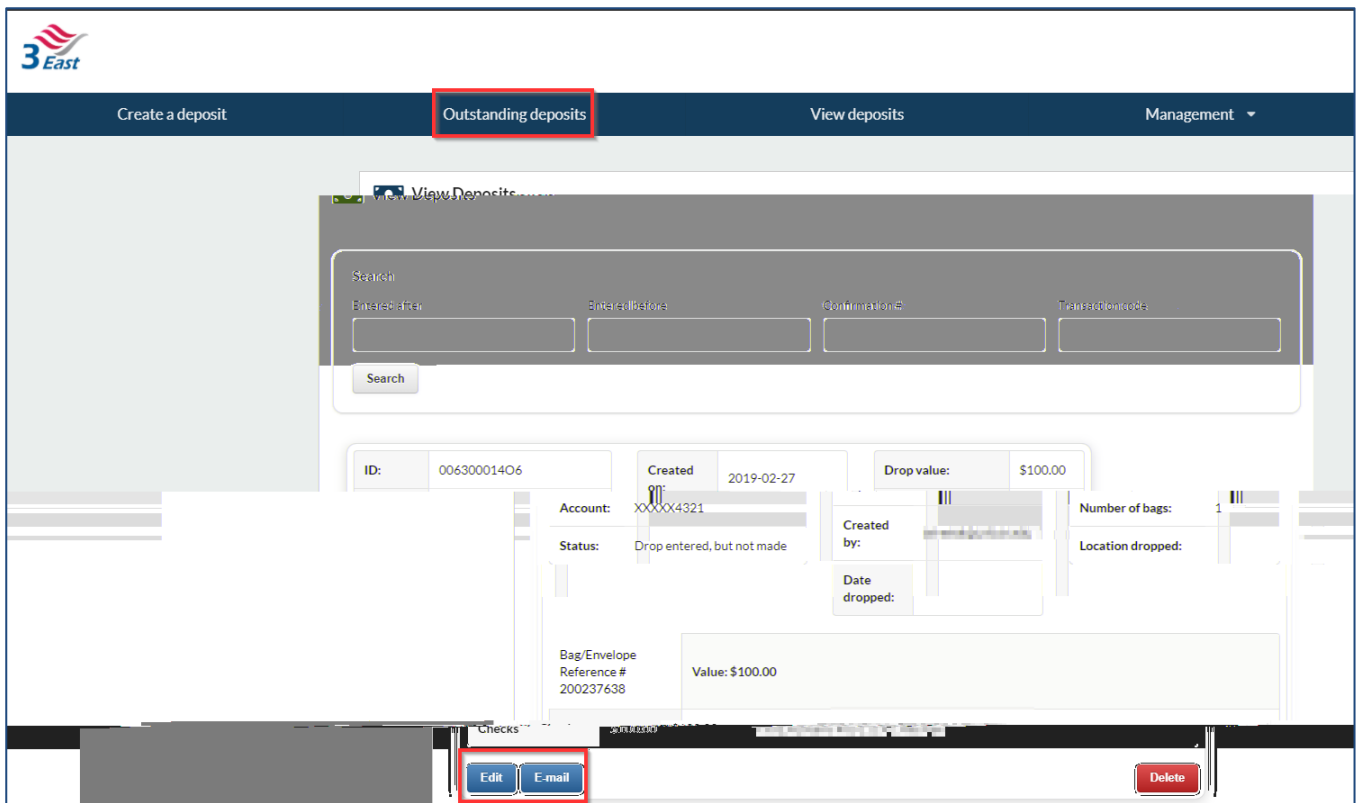 3 East
Create a deposit Outstanding deposits View deposits Management
View Deposits
Search
Entered after Entered before Confirmation # Transaction code
Search
ID: 006300014O6 Created on: 2019-02-27 Drop value: $100.00
Account: XXXXX4321 Number of bags: 1
Created by:
Status: Drop entered, but not made Location dropped:
Date dropped:
Bag/Envelope
Reference # Value: $100.00
200237638
Checks
Edit E-mail Delete